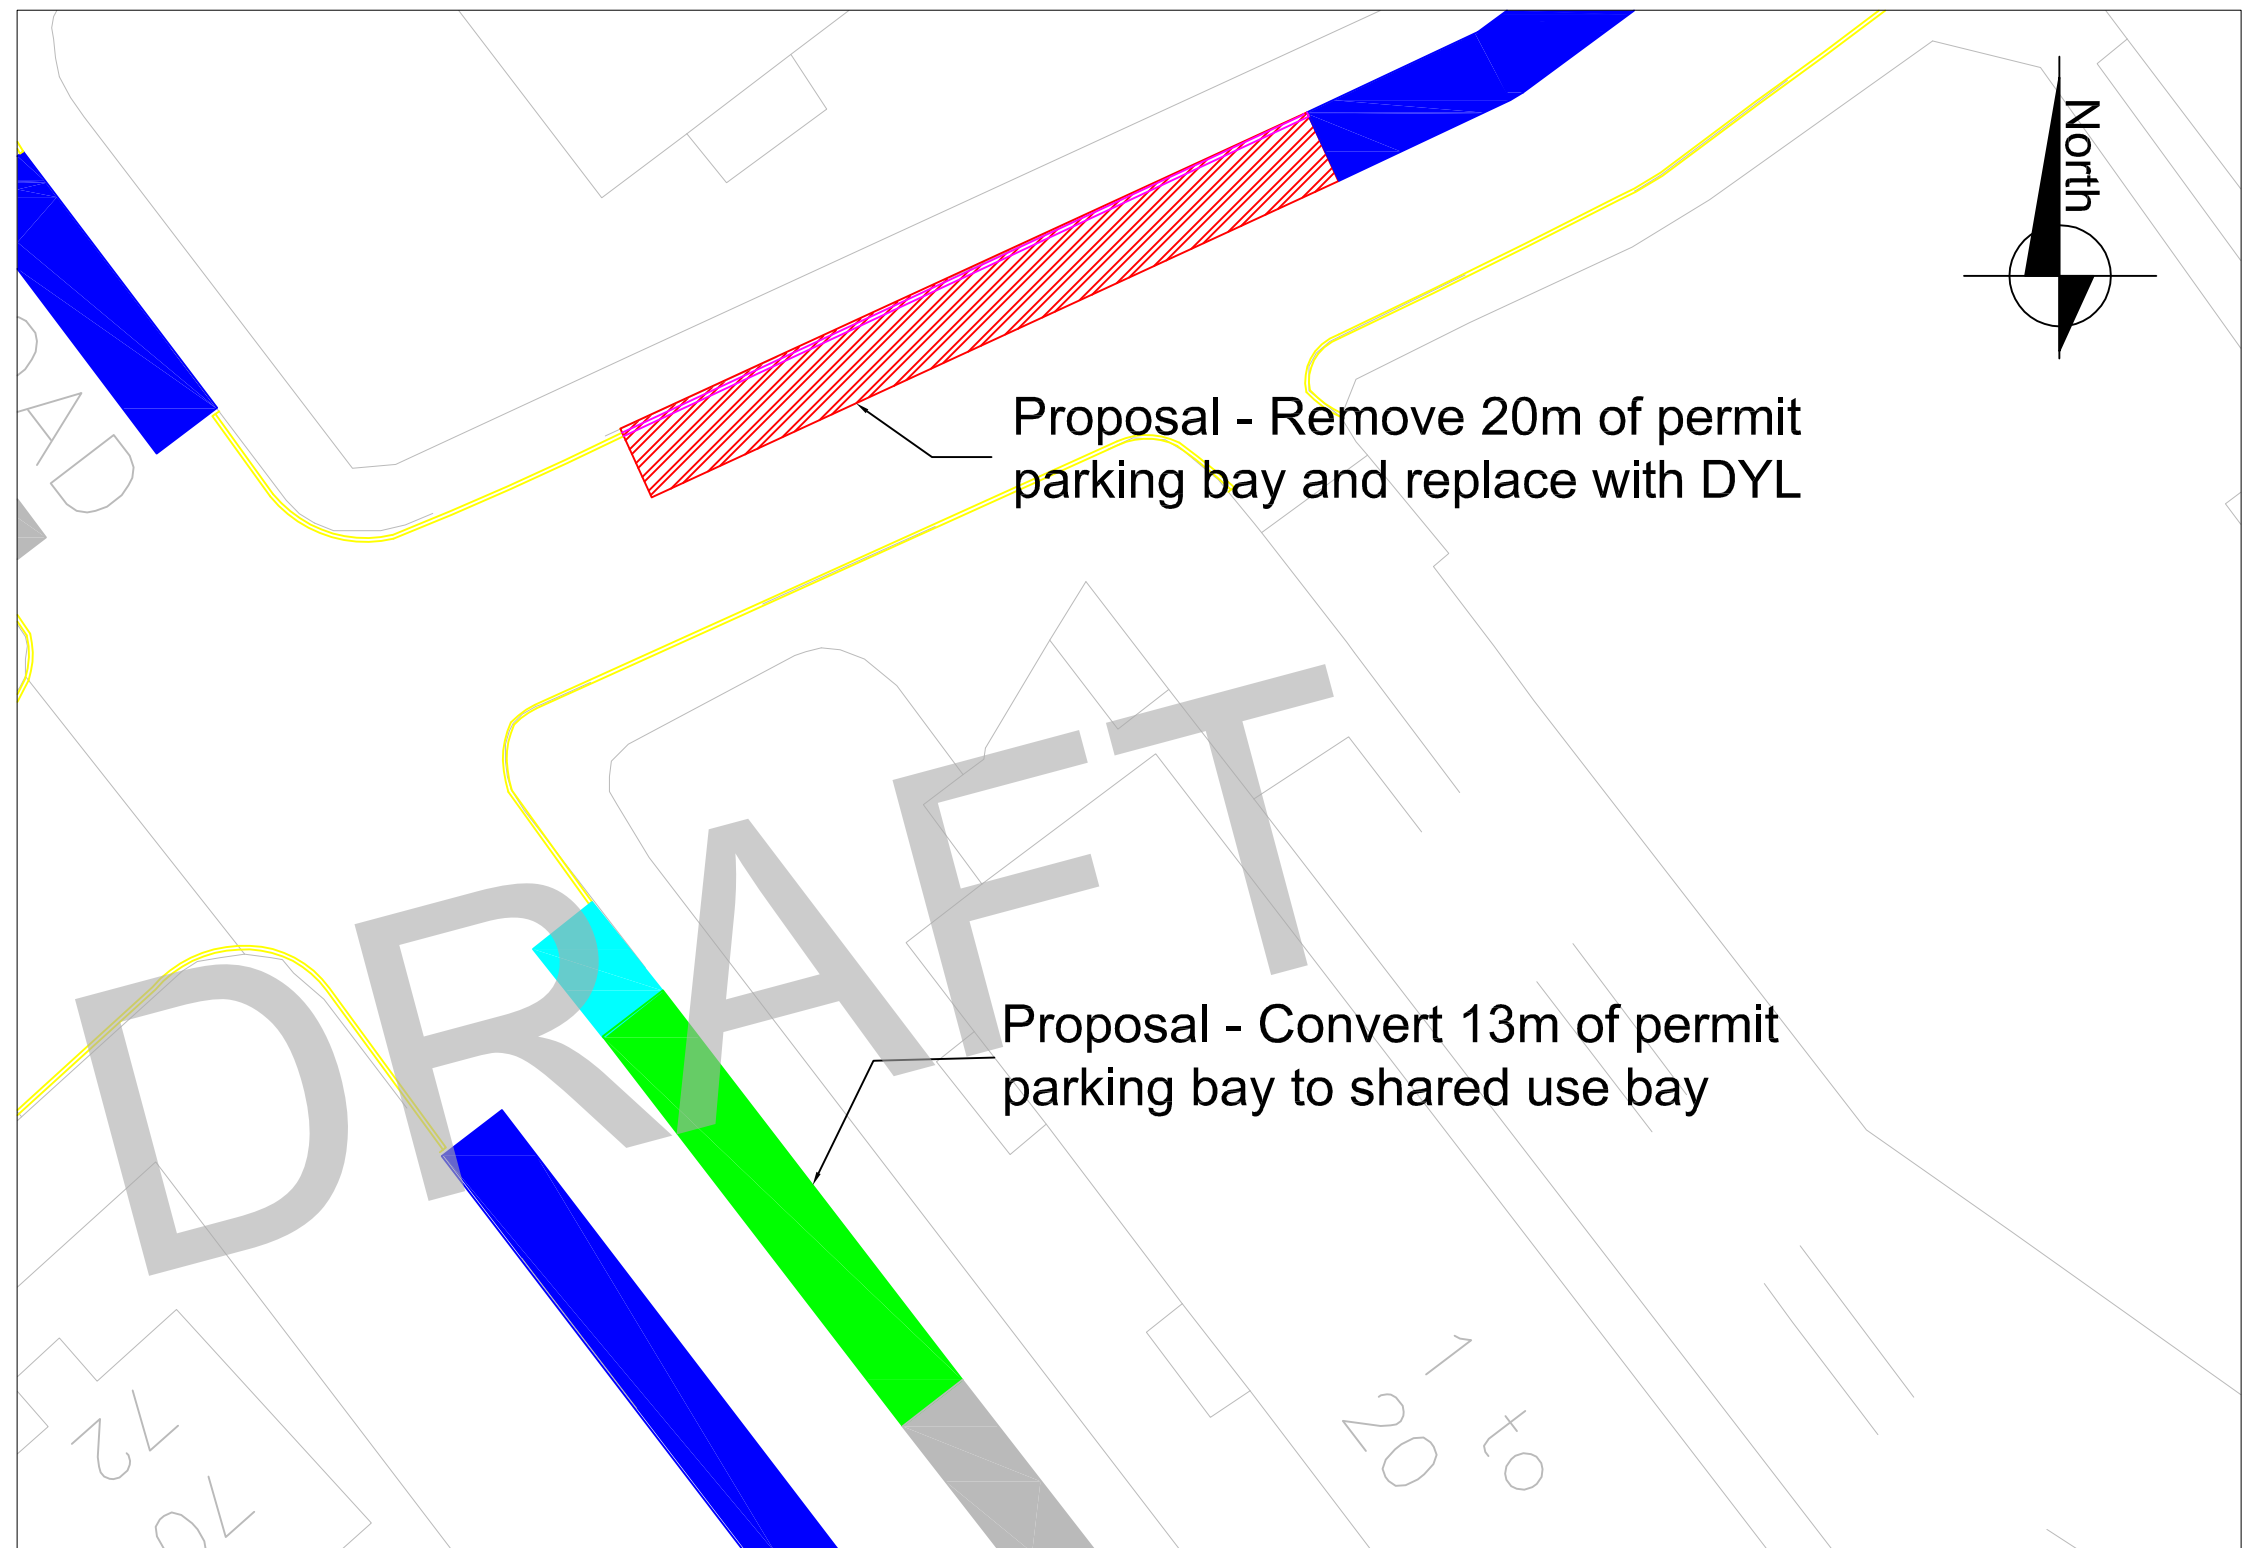 North
OAD
Proposal - Remove 20m of permit
parking bay and replace with DYL
DRAFT
Proposal - Convert 13m of permit
parking bay to shared use bay
1 to
20
72
70